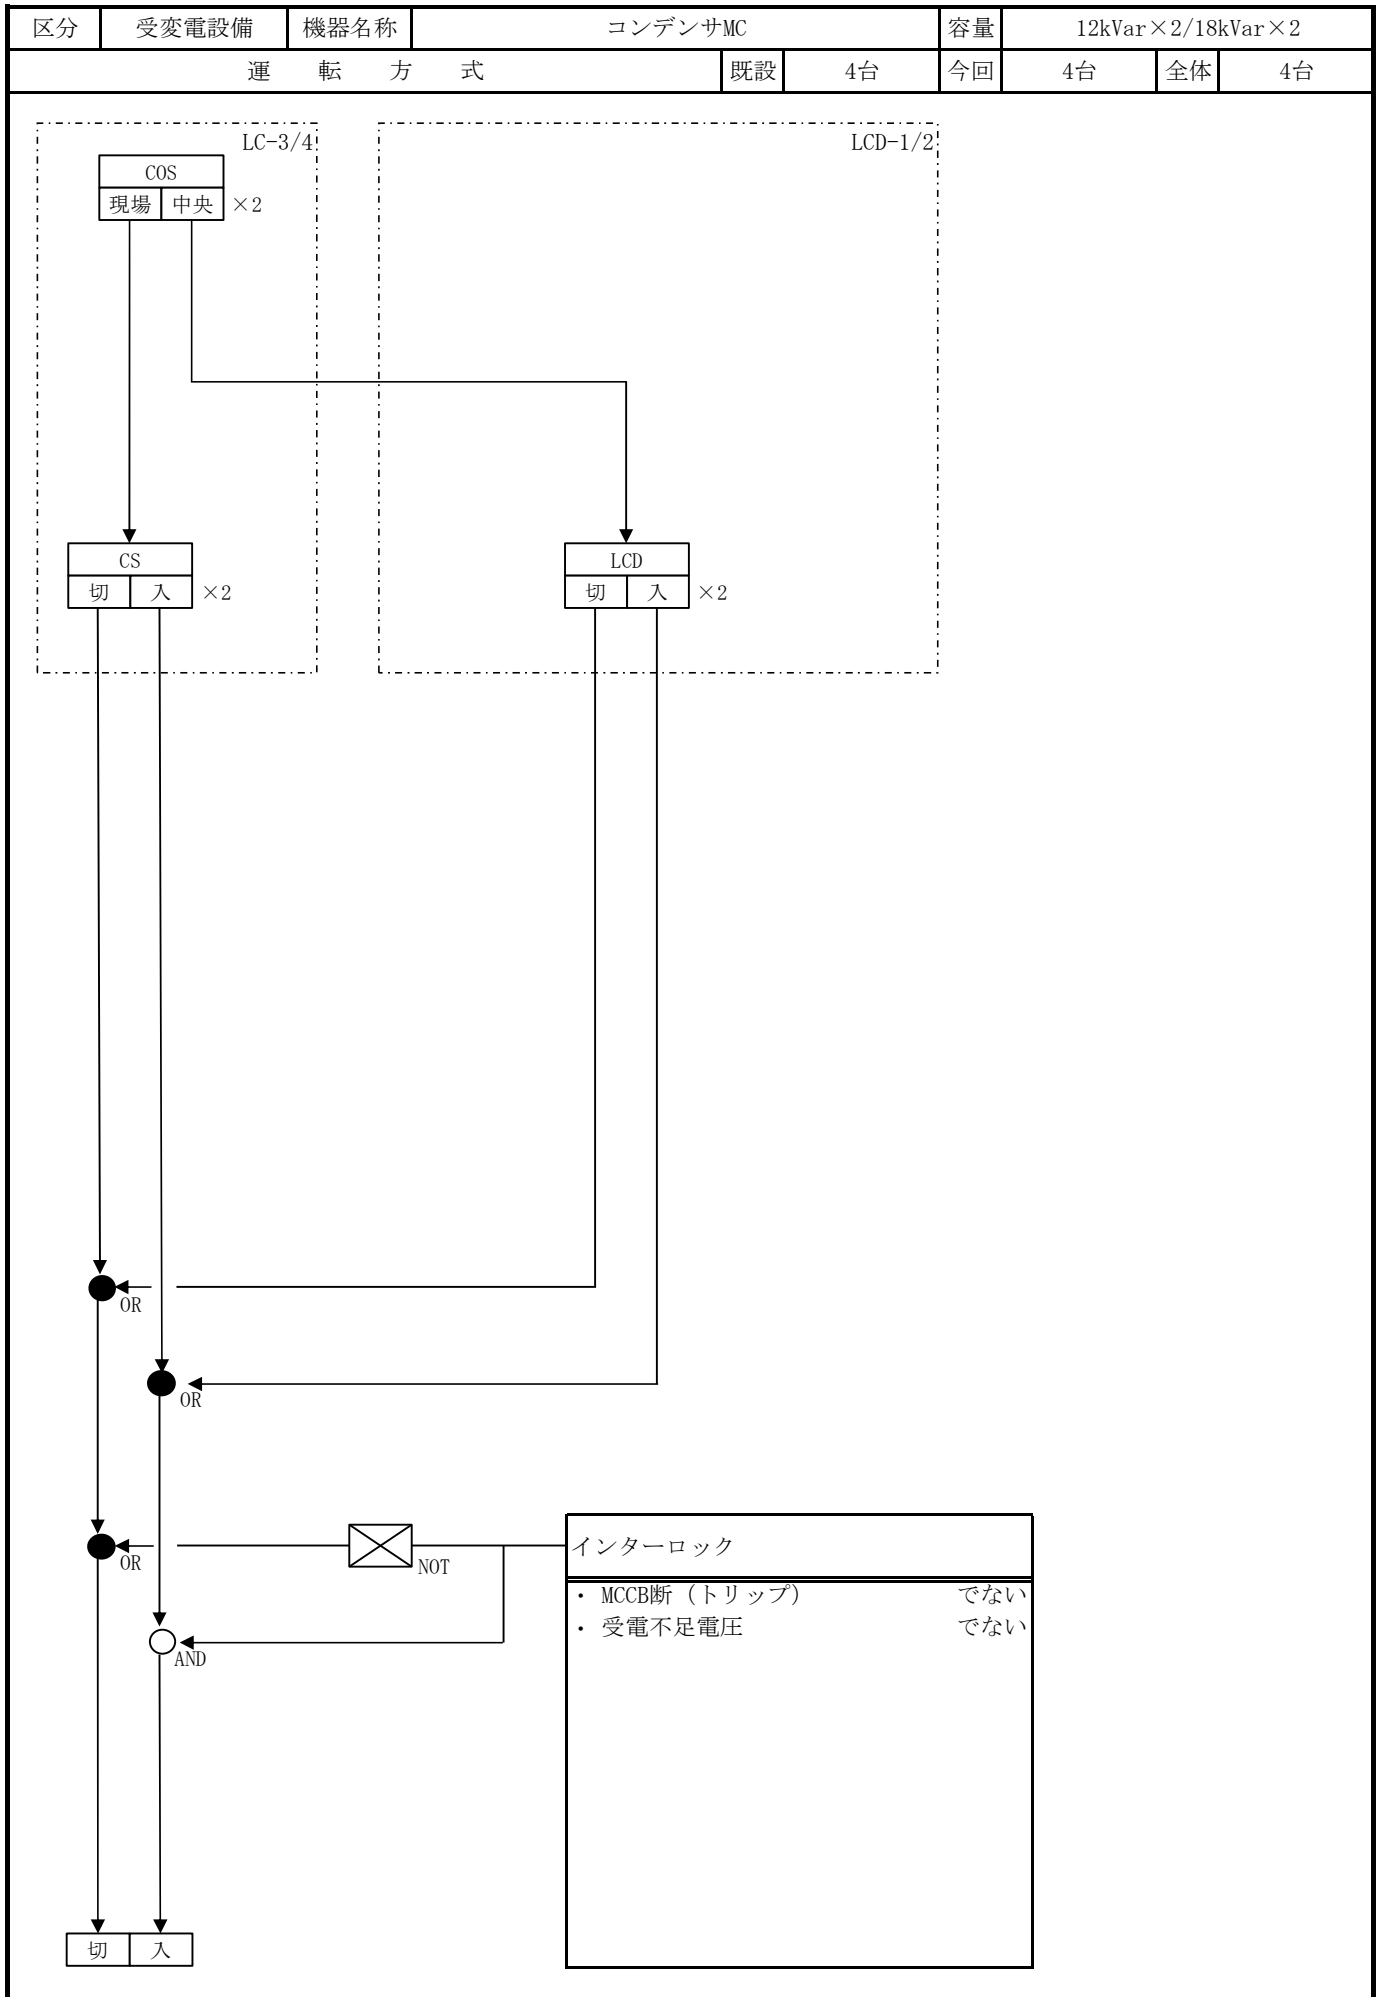 区分 受変電設備 機器名称 コンデンサMC 容量 12kVar×2/18kVar×2
運 転 方 式 既設 4台 今回 4台 全体 4台
LC-3/4 LCD-1/2
COS
現場 中央 ×2
CS LCD
切 入 ×2 切 入 ×2
OR
OR
インターロック
OR NOT
・ MCCB断（トリップ） でない
・ 受電不足電圧 でない
AND
切 入